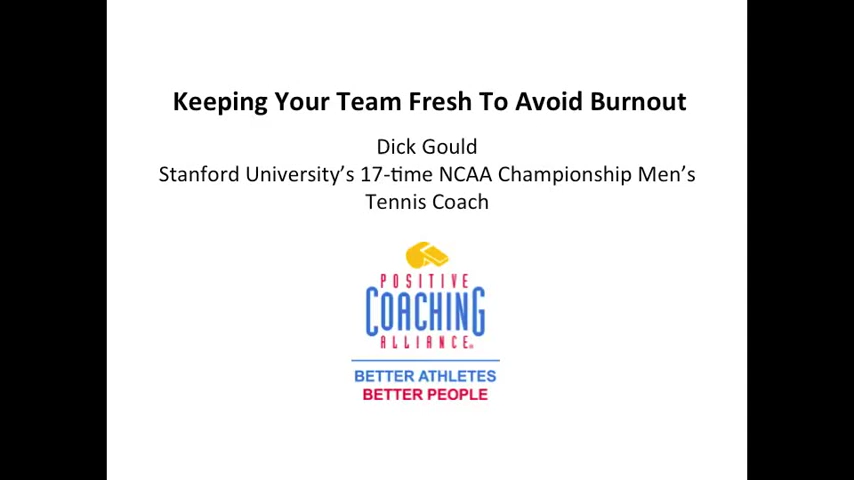 Keeping Your Team Fresh To Avoid Burnout
Dick Gould
Stanford University’s 17-time NCAA Championship Men’s
Tennis Coach
POSITIVE
COACHING
ALLIANCE®
BETTER ATHLETES
BETTER PEOPLE